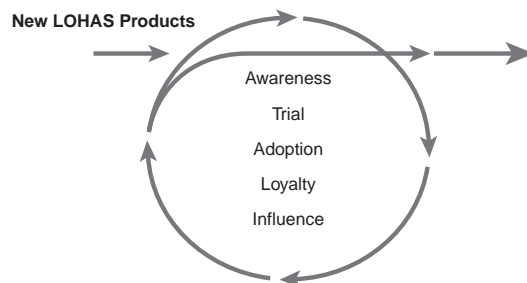 New LOHAS Products
Awareness
Trial
Adoption
Loyalty
Influence